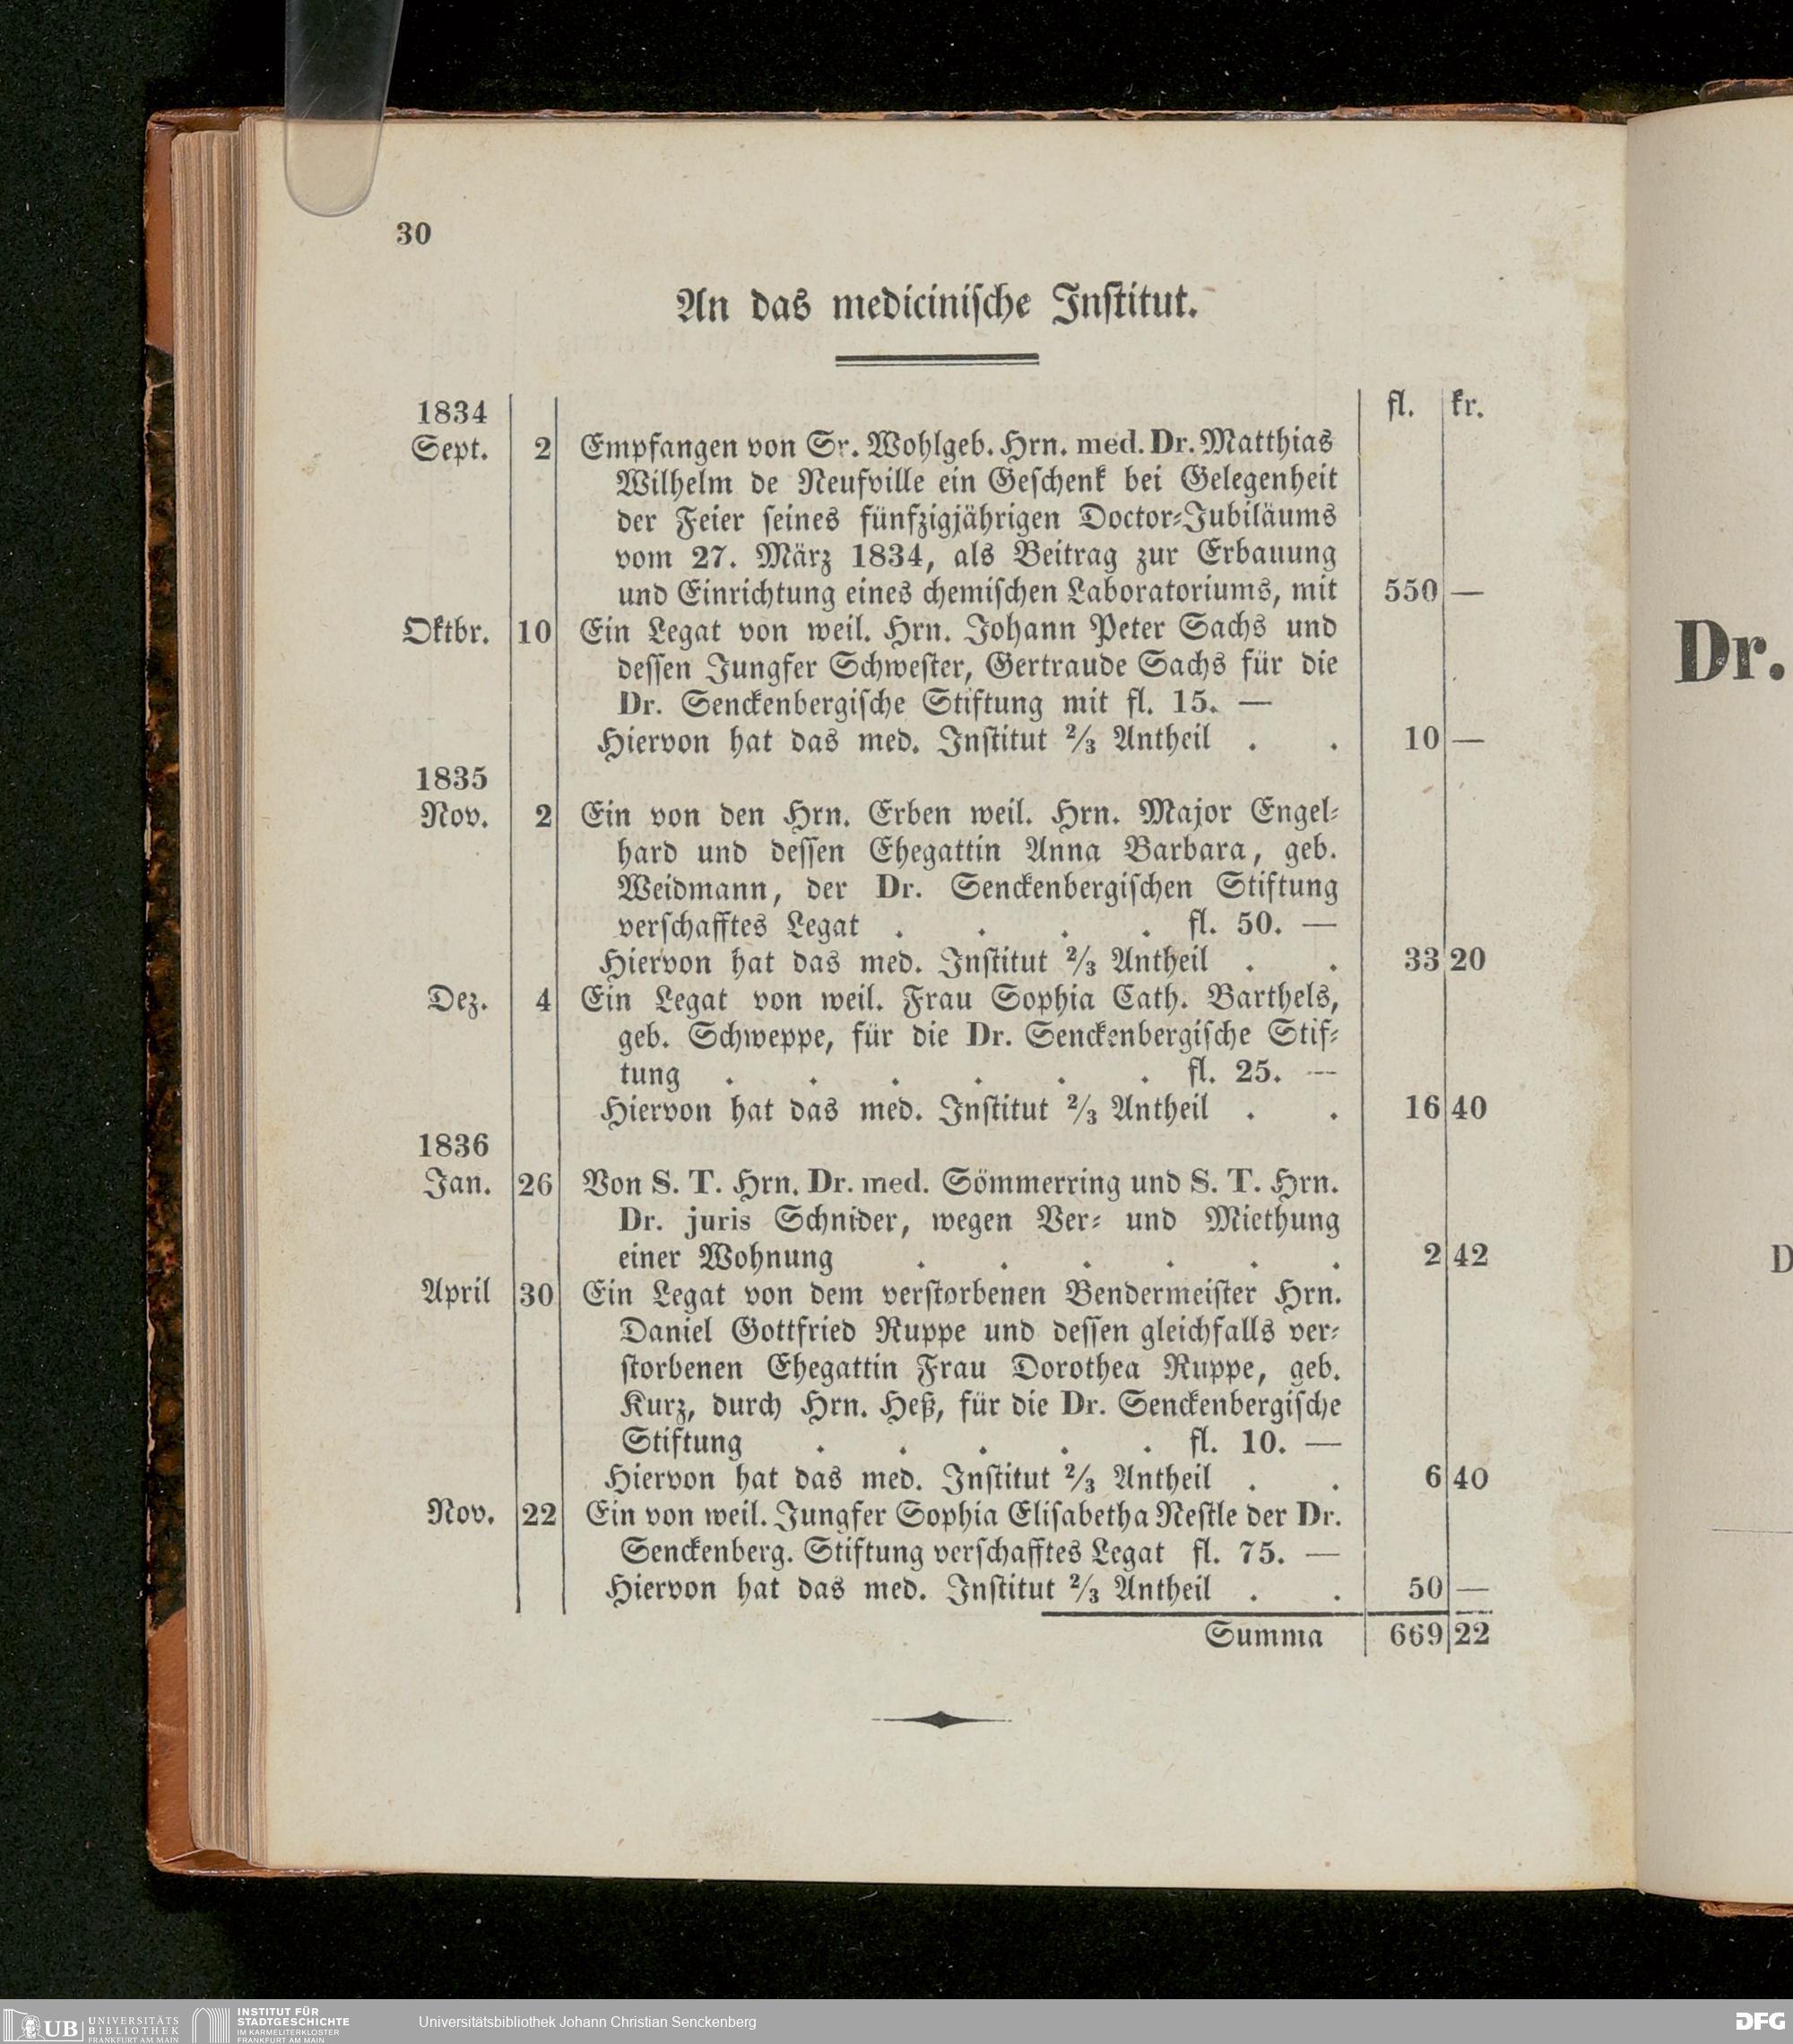 30
An das medicinische Institut.
fl. kr.
1834
Sept. 2 Empfangen von Sr. Wohlgeb. Hrn. med. Dr. Matthias
Wilhelm de Neufville ein Geschenk bei Gelegenheit
der Feier seines fünfzigjährigen Doctor-Jubiläums
vom 27. März 1834, als Beitrag zur Erbauung
und Einrichtung eines chemischen Laboratoriums, mit 550 —
Oktbr. 10 Ein Legat von weil. Hrn. Johann Peter Sachs und
dessen Jungfer Schwester, Gertraude Sachs für die
Dr. Senckenbergische Stiftung mit fl. 15. —
Hiervon hat das med. Institut ⅔ Antheil . . 10 —
1835
Nov. 2 Ein von den Hrn. Erben weil. Hrn. Major Engel-
hard und dessen Ehegattin Anna Barbara, geb.
Weidmann, der Dr. Senckenbergischen Stiftung
verschafftes Legat . . . . fl. 50. —
Hiervon hat das med. Institut ⅔ Antheil . . 33 20
Dez. 4 Ein Legat von weil. Frau Sophia Cath. Barthels,
geb. Schweppe, für die Dr. Senckenbergische Stif-
tung . . . . . . fl. 25. —
Hiervon hat das med. Institut ⅔ Antheil . . 16 40
1836
Jan. 26 Von S. T. Hrn. Dr. med. Sömmerring und S. T. Hrn.
Dr. juris Schnider, wegen Ver- und Miethung
einer Wohnung . . . . . . 2 42
April 30 Ein Legat von dem verstorbenen Bendermeister Hrn.
Daniel Gottfried Ruppe und dessen gleichfalls ver-
storbenen Ehegattin Frau Dorothea Ruppe, geb.
Kurz, durch Hrn. Heß, für die Dr. Senckenbergische
Stiftung . . . . . fl. 10. —
Hiervon hat das med. Institut ⅔ Antheil . . 6 40
Nov. 22 Ein von weil. Jungfer Sophia Elisabetha Nestle der Dr.
Senckenberg. Stiftung verschafftes Legat fl. 75. —
Hiervon hat das med. Institut ⅔ Antheil . . 50 —
Summa 669 22
Dr.
D
UB UNIVERSITÄTS
BIBLIOTHEK
FRANKFURT AM MAIN
INSTITUT FÜR
STADTGESCHICHTE
IM KARMELITERKLOSTER
FRANKFURT AM MAIN
Universitätsbibliothek Johann Christian Senckenberg
DFG